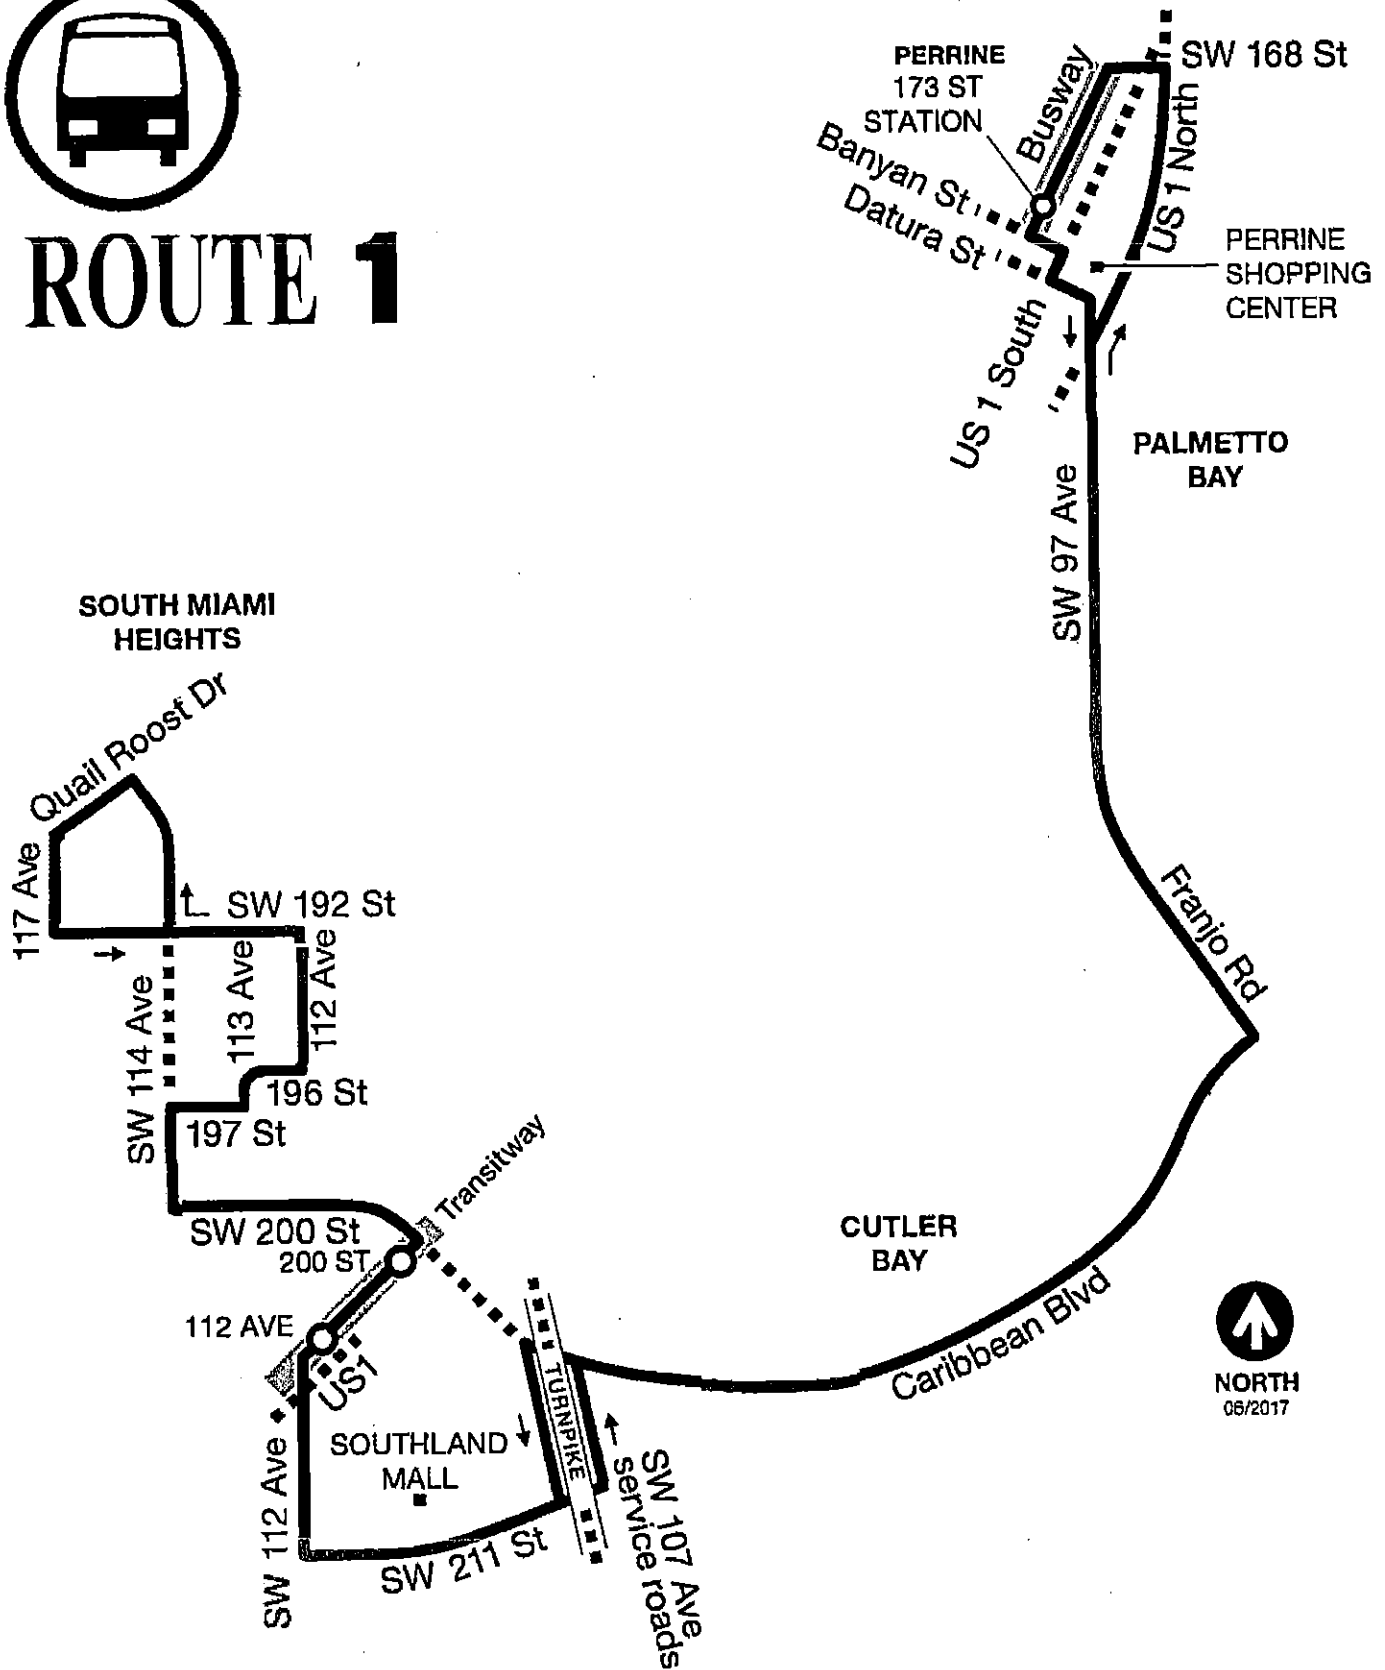 ROUTE 1
PERRINE
173 ST
STATION
Busway
SW 168 St
US 1 North
Banyan St
Datura St
PERRINE
SHOPPING
CENTER
US 1 South
PALMETTO
BAY
SW 97 Ave
SOUTH MIAMI
HEIGHTS
Quail Roost Dr
117 Ave
SW 192 St
113 Ave
112 Ave
SW 114 Ave
196 St
197 St
Franjo Rd
Transitway
SW 200 St
200 ST
112 AVE
US1
CUTLER
BAY
Caribbean Blvd
TURNPIKE
SOUTHLAND
MALL
SW 112 Ave
SW 211 St
SW 107 Ave
service roads
NORTH
06/2017